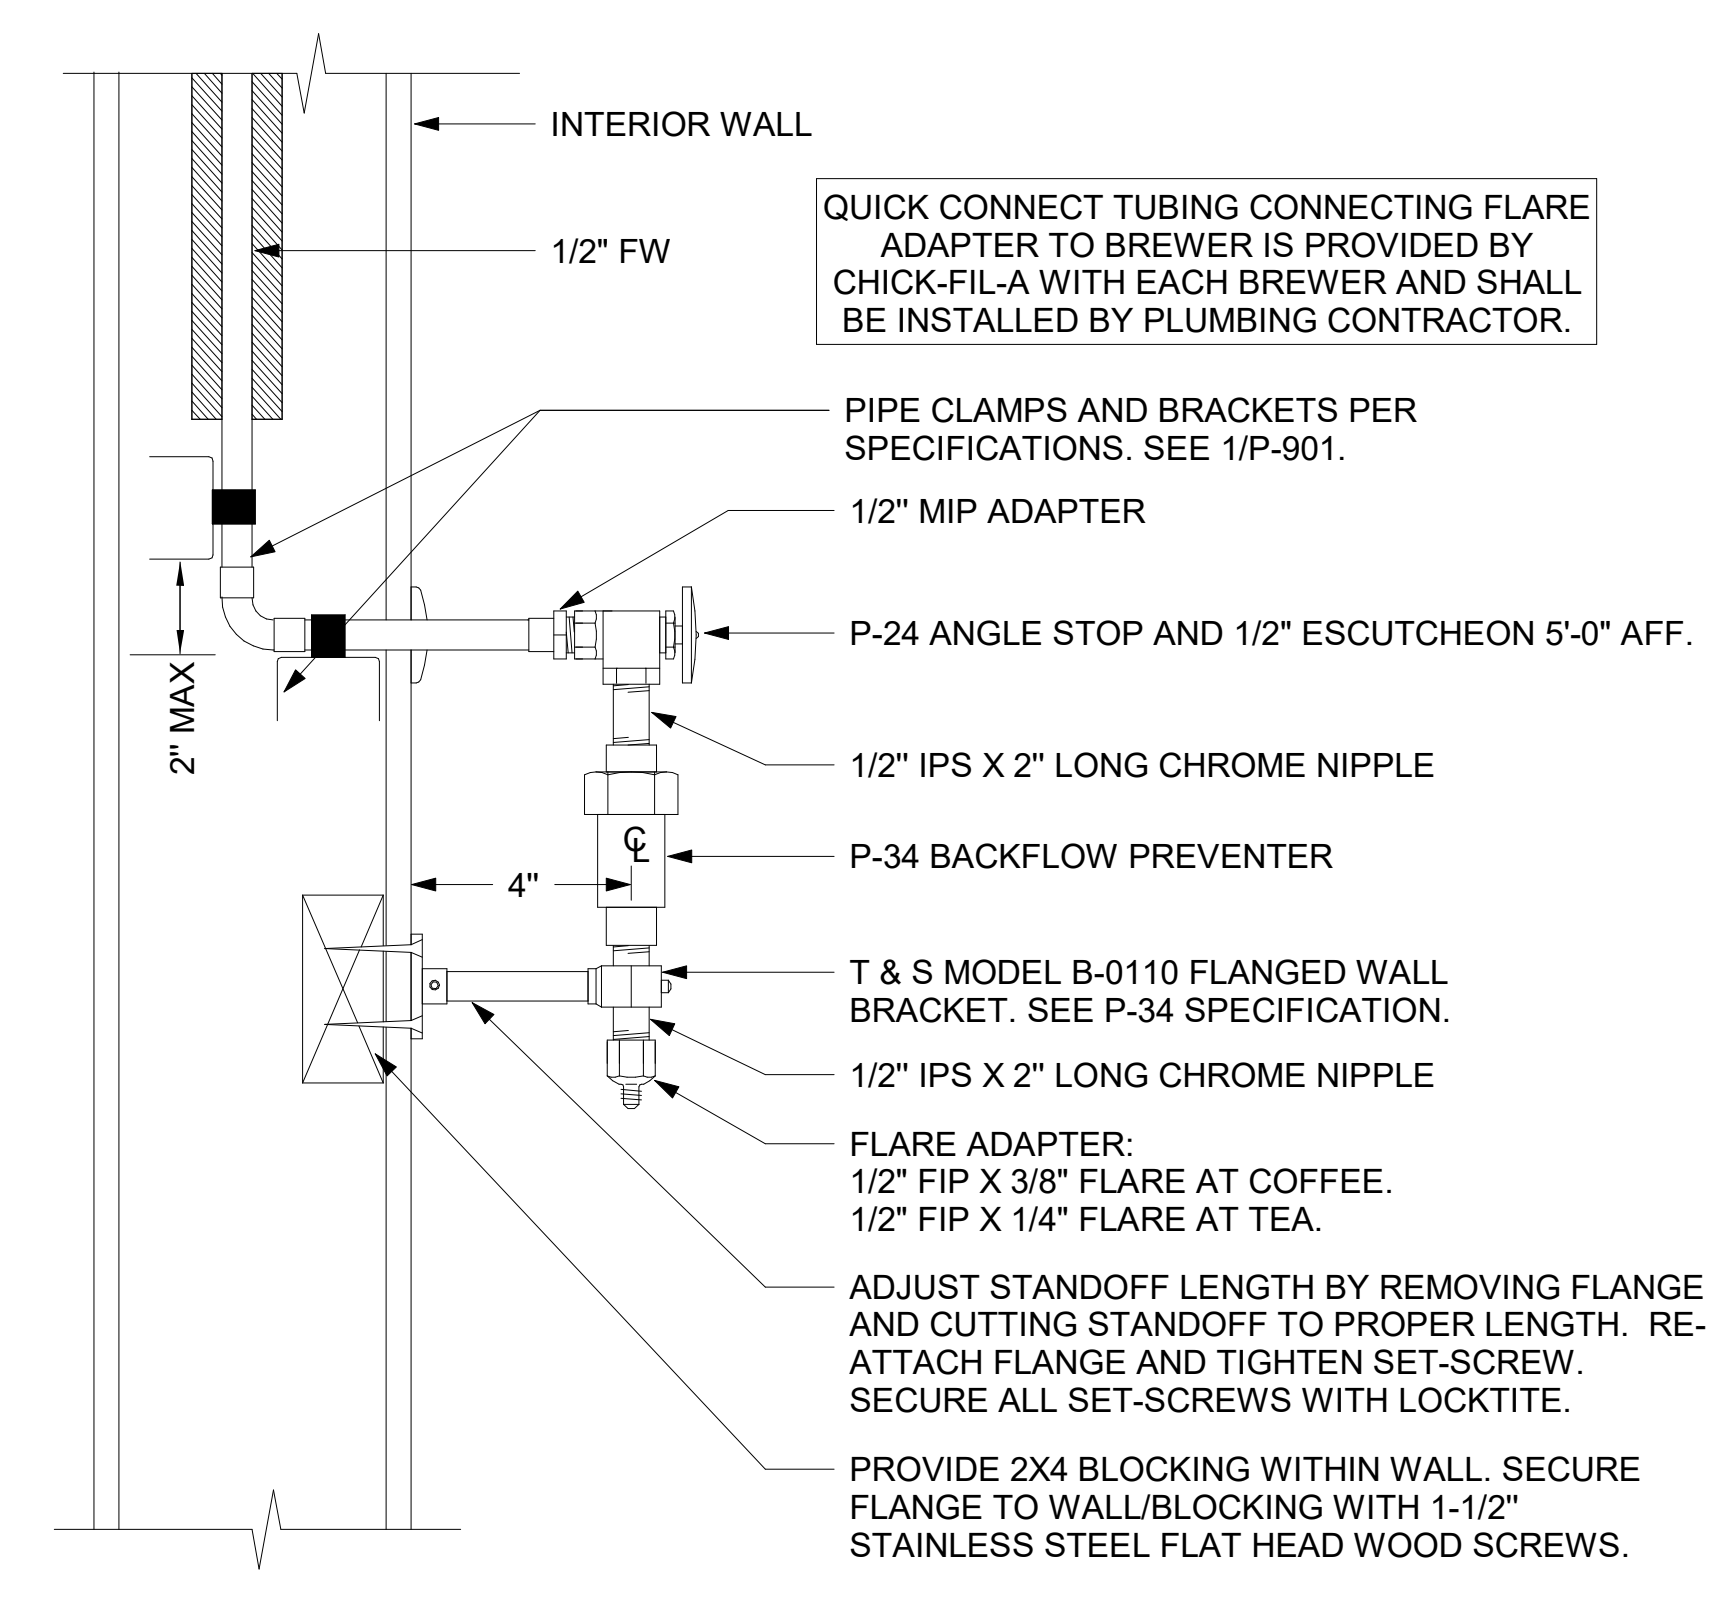 INTERIOR WALL
QUICK CONNECT TUBING CONNECTING FLARE
ADAPTER TO BREWER IS PROVIDED BY
CHICK-FIL-A WITH EACH BREWER AND SHALL
BE INSTALLED BY PLUMBING CONTRACTOR.
1/2" FW
PIPE CLAMPS AND BRACKETS PER
SPECIFICATIONS. SEE 1/P-901.
1/2" MIP ADAPTER
P-24 ANGLE STOP AND 1/2" ESCUTCHEON 5'-0" AFF.
2" MAX
1/2" IPS X 2" LONG CHROME NIPPLE
℄
P-34 BACKFLOW PREVENTER
4"
T & S MODEL B-0110 FLANGED WALL
BRACKET. SEE P-34 SPECIFICATION.
1/2" IPS X 2" LONG CHROME NIPPLE
FLARE ADAPTER:
1/2" FIP X 3/8" FLARE AT COFFEE.
1/2" FIP X 1/4" FLARE AT TEA.
ADJUST STANDOFF LENGTH BY REMOVING FLANGE
AND CUTTING STANDOFF TO PROPER LENGTH. RE-
ATTACH FLANGE AND TIGHTEN SET-SCREW.
SECURE ALL SET-SCREWS WITH LOCKTITE.
PROVIDE 2X4 BLOCKING WITHIN WALL. SECURE
FLANGE TO WALL/BLOCKING WITH 1-1/2"
STAINLESS STEEL FLAT HEAD WOOD SCREWS.